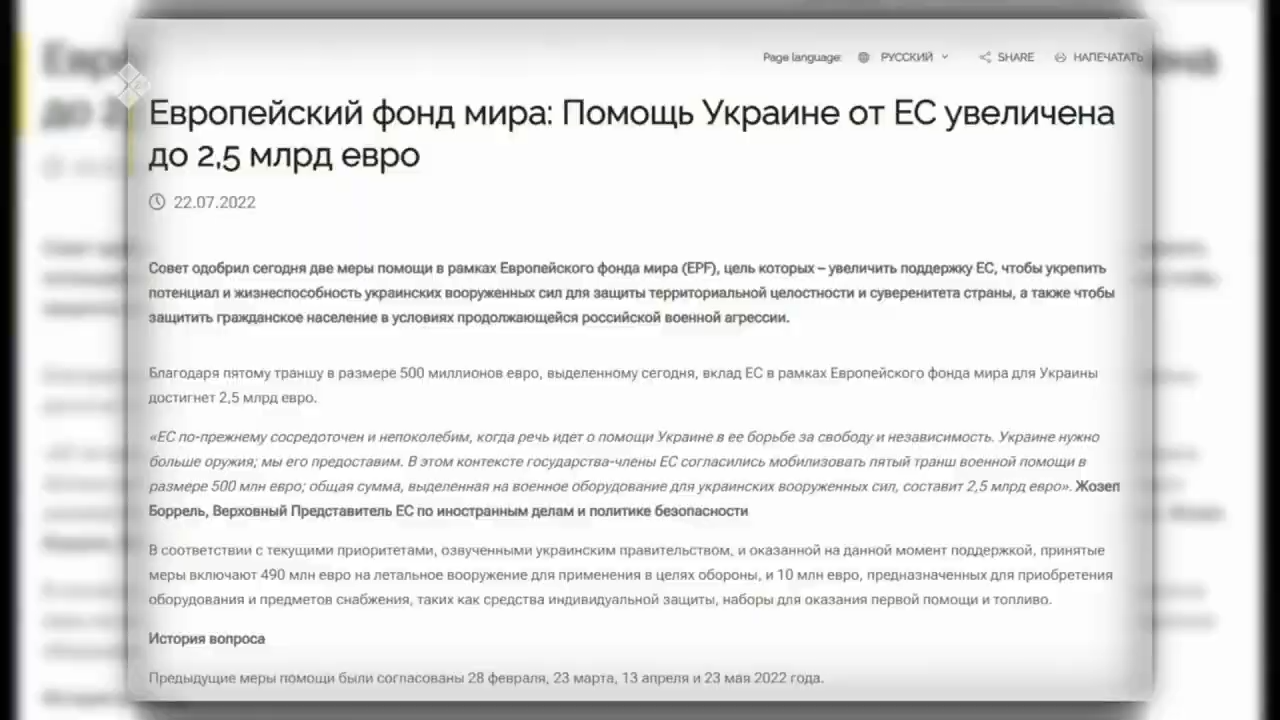 Page language: РУССКИЙ SHARE НАПЕЧАТАТЬ
Европейский фонд мира: Помощь Украине от ЕС увеличена
до 2,5 млрд евро
22.07.2022
Совет одобрил сегодня две меры помощи в рамках Европейского фонда мира (EPF), цель которых – увеличить поддержку ЕС, чтобы укрепить
потенциал и жизнеспособность украинских вооруженных сил для защиты территориальной целостности и суверенитета страны, а также чтобы
защитить гражданское население в условиях продолжающейся российской военной агрессии.
Благодаря пятому траншу в размере 500 миллионов евро, выделенному сегодня, вклад ЕС в рамках Европейского фонда мира для Украины
достигнет 2,5 млрд евро.
«ЕС по-прежнему сосредоточен и непоколебим, когда речь идет о помощи Украине в ее борьбе за свободу и независимость. Украине нужно
больше оружия; мы его предоставим. В этом контексте государства-члены ЕС согласились мобилизовать пятый транш военной помощи в
размере 500 млн евро; общая сумма, выделенная на военное оборудование для украинских вооруженных сил, составит 2,5 млрд евро». Жозеп
Боррель, Верховный Представитель ЕС по иностранным делам и политике безопасности
В соответствии с текущими приоритетами, озвученными украинским правительством, и оказанной на данной момент поддержкой, принятые
меры включают 490 млн евро на летальное вооружение для применения в целях обороны, и 10 млн евро, предназначенных для приобретения
оборудования и предметов снабжения, таких как средства индивидуальной защиты, наборы для оказания первой помощи и топливо.
История вопроса
Предыдущие меры помощи были согласованы 28 февраля, 23 марта, 13 апреля и 23 мая 2022 года.